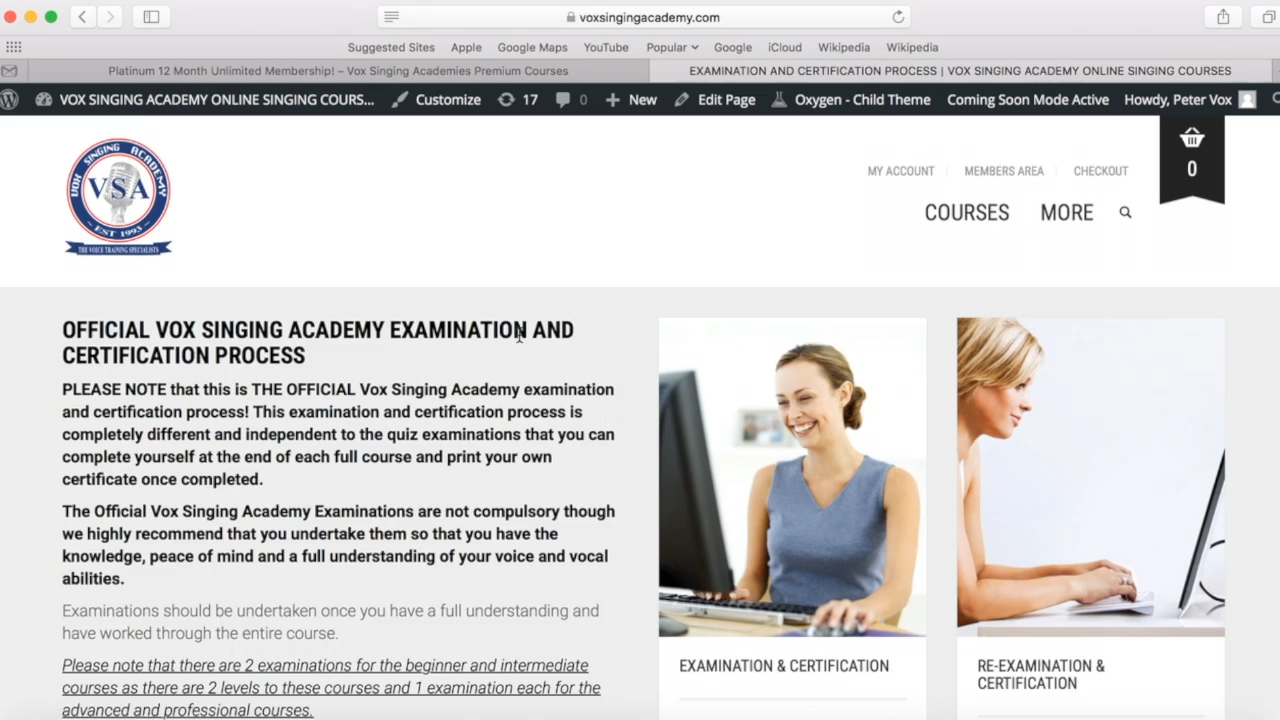 voxsingingacademy.com
Suggested Sites Apple Google Maps YouTube Popular Google iCloud Wikipedia Wikipedia
Platinum 12 Month Unlimited Membership! – Vox Singing Academies Premium Courses
EXAMINATION AND CERTIFICATION PROCESS | VOX SINGING ACADEMY ONLINE SINGING COURSES
VOX SINGING ACADEMY ONLINE SINGING COURS... Customize 17 0 New Edit Page Oxygen - Child Theme Coming Soon Mode Active Howdy, Peter Vox
VOX SINGING ACADEMY
VSA
~ EST 1993 ~
THE VOICE TRAINING SPECIALISTS
MY ACCOUNT MEMBERS AREA CHECKOUT
0
COURSES MORE
OFFICIAL VOX SINGING ACADEMY EXAMINATION AND
CERTIFICATION PROCESS
PLEASE NOTE that this is THE OFFICIAL Vox Singing Academy examination
and certification process! This examination and certification process is
completely different and independent to the quiz examinations that you can
complete yourself at the end of each full course and print your own
certificate once completed.
The Official Vox Singing Academy Examinations are not compulsory though
we highly recommend that you undertake them so that you have the
knowledge, peace of mind and a full understanding of your voice and vocal
abilities.
Examinations should be undertaken once you have a full understanding and
have worked through the entire course.
Please note that there are 2 examinations for the beginner and intermediate
courses as there are 2 levels to these courses and 1 examination each for the
advanced and professional courses.
EXAMINATION & CERTIFICATION
RE-EXAMINATION &
CERTIFICATION